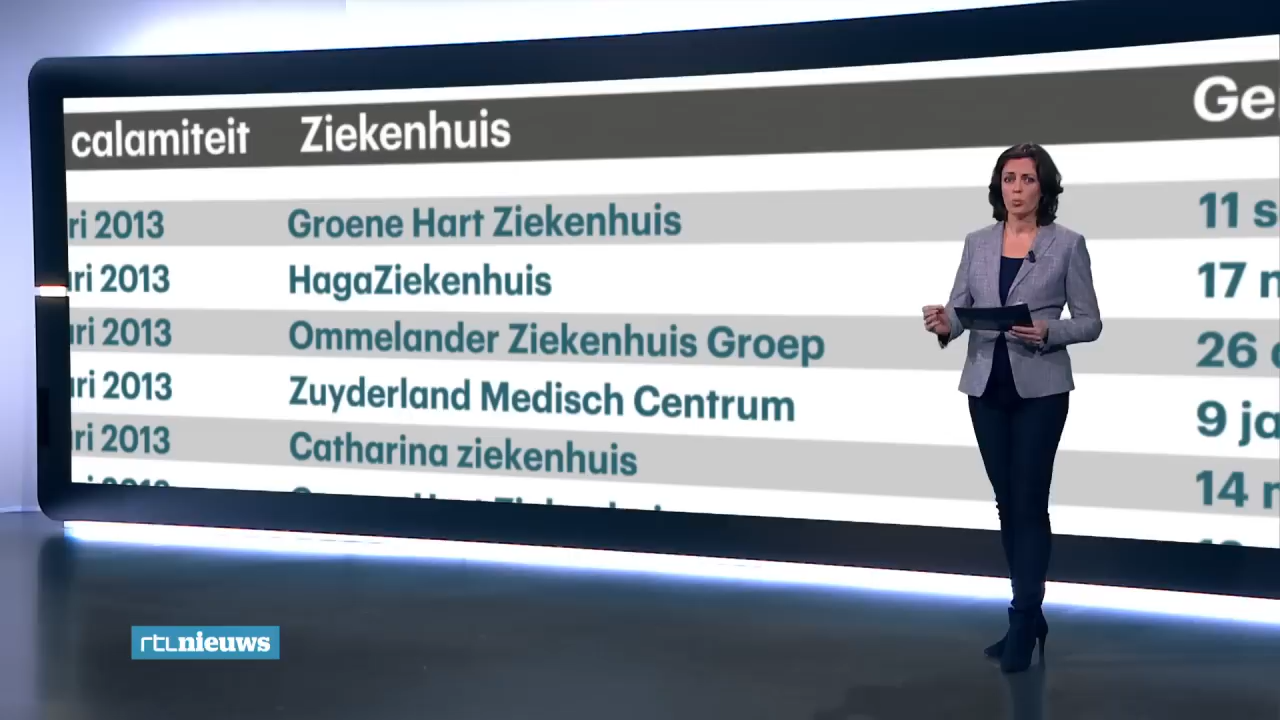 calamiteit Ziekenhuis Ge
ri 2013 Groene Hart Ziekenhuis 11 s
ri 2013 HagaZiekenhuis 17
ri 2013 Ommelander Ziekenhuis Groep 26
ri 2013 Zuyderland Medisch Centrum 9 ja
ri 2013 Catharina ziekenhuis 14
rtlnieuws